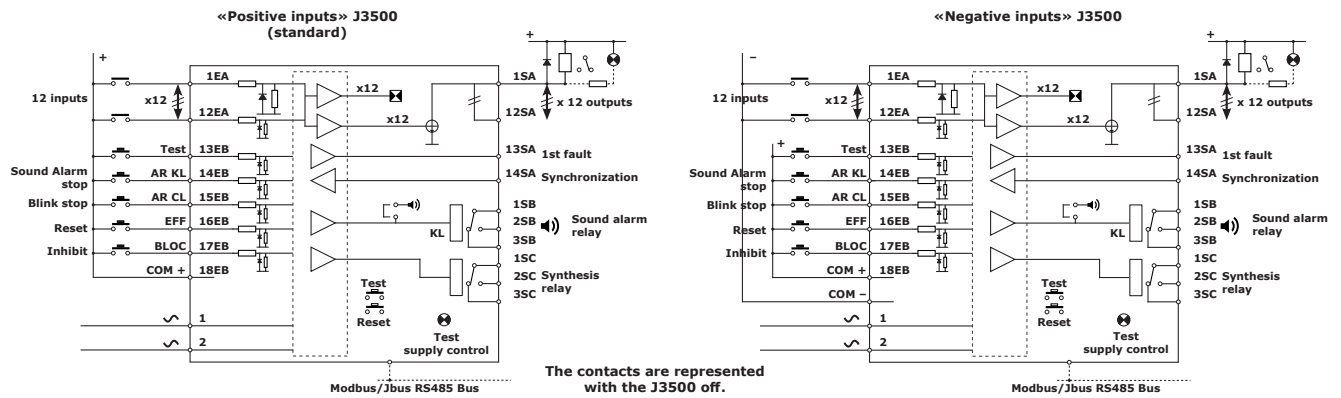 «Positive inputs» J3500
(standard)
+
+
12 inputs
x12
1EA
12EA
x12
x12
1SA
12SA
x 12 outputs
Test
13EB
13SA
1st fault
Sound Alarm
stop
AR KL
14EB
14SA
Synchronization
Blink stop
AR CL
15EB
Reset
EFF
16EB
KL
1SB
2SB
3SB
Sound alarm
relay
Inhibit
BLOC
17EB
COM +
18EB
1SC
2SC
3SC
Synthesis
relay
Test
Reset
1
2
Test
supply control
Modbus/Jbus RS485 Bus
The contacts are represented
with the J3500 off.
«Negative inputs» J3500
–
+
12 inputs
x12
1EA
12EA
x12
x12
1SA
12SA
x 12 outputs
+
Test
13EB
13SA
1st fault
Sound Alarm
stop
AR KL
14EB
14SA
Synchronization
Blink stop
AR CL
15EB
Reset
EFF
16EB
KL
1SB
2SB
3SB
Sound alarm
relay
Inhibit
BLOC
17EB
COM +
18EB
COM –
1SC
2SC
3SC
Synthesis
relay
Test
Reset
1
2
Test
supply control
Modbus/Jbus RS485 Bus